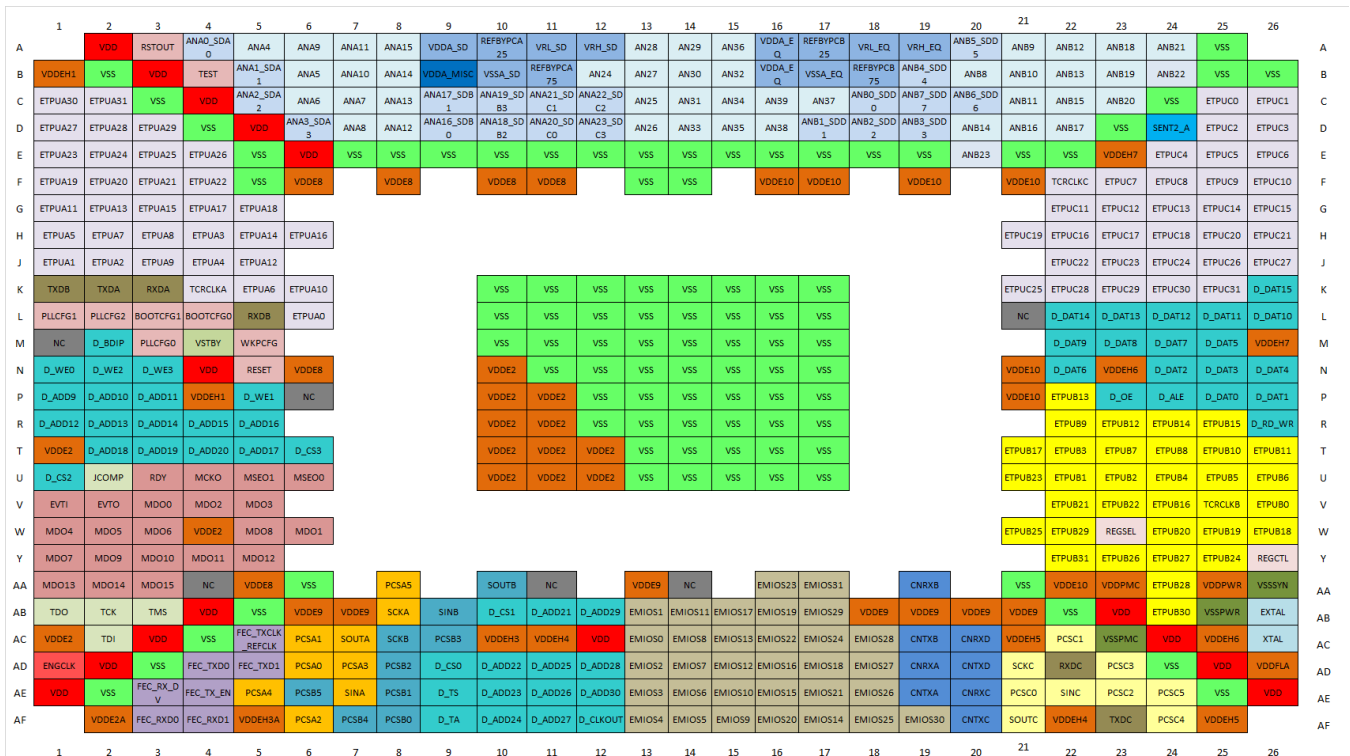 1 2 3 4 5 6 7 8 9 10 11 12 13 14 15 16 17 18 19 20 21 22 23 24 25 26
A VDD RSTOUT ANA0_SDA0 ANA4 ANA9 ANA11 ANA15 VDDA_SD REFBYPCA25 VRL_SD VRH_SD AN28 AN29 AN36 VDDA_EQ REFBYPCB25 VRL_EQ VRH_EQ ANB5_SDD5 ANB9 ANB12 ANB18 ANB21 VSS A
B VDDEH1 VSS VDD TEST ANA1_SDA1 ANA5 ANA10 ANA14 VDDA_MISC VSSA_SD REFBYPCA75 AN24 AN27 AN30 AN32 VDDA_EQ VSSA_EQ REFBYPCB75 ANB4_SDD4 ANB8 ANB10 ANB13 ANB19 ANB22 VSS VSS B
C ETPUA30 ETPUA31 VSS VDD ANA2_SDA2 ANA6 ANA7 ANA13 ANA17_SDB1 ANA19_SDB3 ANA21_SDC1 ANA22_SDC2 AN25 AN31 AN34 AN39 AN37 ANB0_SDD0 ANB7_SDD7 ANB6_SDD6 ANB11 ANB15 ANB20 VSS ETPUC0 ETPUC1 C
D ETPUA27 ETPUA28 ETPUA29 VSS VDD ANA3_SDA3 ANA8 ANA12 ANA16_SDB0 ANA18_SDB2 ANA20_SDC0 ANA23_SDC3 AN26 AN33 AN35 AN38 ANB1_SDD1 ANB2_SDD2 ANB3_SDD3 ANB14 ANB16 ANB17 VSS SENT2_A ETPUC2 ETPUC3 D
E ETPUA23 ETPUA24 ETPUA25 ETPUA26 VSS VDD VSS VSS VSS VSS VSS VSS VSS VSS VSS VSS VSS VSS VSS ANB23 VSS VSS VDDEH7 ETPUC4 ETPUC5 ETPUC6 E
F ETPUA19 ETPUA20 ETPUA21 ETPUA22 VSS VDDE8 VDDE8 VDDE8 VDDE8 VSS VSS VDDE10 VDDE10 VDDE10 VDDE10 TCRCLKC ETPUC7 ETPUC8 ETPUC9 ETPUC10 F
G ETPUA11 ETPUA13 ETPUA15 ETPUA17 ETPUA18 ETPUC11 ETPUC12 ETPUC13 ETPUC14 ETPUC15 G
H ETPUA5 ETPUA7 ETPUA8 ETPUA3 ETPUA14 ETPUA16 ETPUC19 ETPUC16 ETPUC17 ETPUC18 ETPUC20 ETPUC21 H
J ETPUA1 ETPUA2 ETPUA9 ETPUA4 ETPUA12 ETPUC22 ETPUC23 ETPUC24 ETPUC26 ETPUC27 J
K TXDB TXDA RXDA TCRCLKA ETPUA6 ETPUA10 VSS VSS VSS VSS VSS VSS VSS VSS ETPUC25 ETPUC28 ETPUC29 ETPUC30 ETPUC31 D_DAT15 K
L PLLCFG1 PLLCFG2 BOOTCFG1 BOOTCFG0 RXDB ETPUA0 VSS VSS VSS VSS VSS VSS VSS VSS NC D_DAT14 D_DAT13 D_DAT12 D_DAT11 D_DAT10 L
M NC D_BDIP PLLCFG0 VSTBY WKPCFG VSS VSS VSS VSS VSS VSS VSS VSS D_DAT9 D_DAT8 D_DAT7 D_DAT5 VDDEH7 M
N D_WE0 D_WE2 D_WE3 VDD RESET VDDE8 VDDE2 VSS VSS VSS VSS VSS VSS VSS VDDE10 D_DAT6 VDDEH6 D_DAT2 D_DAT3 D_DAT4 N
P D_ADD9 D_ADD10 D_ADD11 VDDEH1 D_WE1 NC VDDE2 VDDE2 VSS VSS VSS VSS VSS VSS VDDE10 ETPUB13 D_OE D_ALE D_DAT0 D_DAT1 P
R D_ADD12 D_ADD13 D_ADD14 D_ADD15 D_ADD16 VDDE2 VDDE2 VSS VSS VSS VSS VSS VSS ETPUB9 ETPUB12 ETPUB14 ETPUB15 D_RD_WR R
T VDDE2 D_ADD18 D_ADD19 D_ADD20 D_ADD17 D_CS3 VDDE2 VDDE2 VDDE2 VSS VSS VSS VSS VSS ETPUB17 ETPUB3 ETPUB7 ETPUB8 ETPUB10 ETPUB11 T
U D_CS2 JCOMP RDY MCKO MSEO1 MSEO0 VDDE2 VDDE2 VDDE2 VSS VSS VSS VSS VSS ETPUB23 ETPUB1 ETPUB2 ETPUB4 ETPUB5 ETPUB6 U
V EVTI EVTO MDO0 MDO2 MDO3 ETPUB21 ETPUB22 ETPUB16 TCRCLKB ETPUB0 V
W MDO4 MDO5 MDO6 VDDE2 MDO8 MDO1 ETPUB25 ETPUB29 REGSEL ETPUB20 ETPUB19 ETPUB18 W
Y MDO7 MDO9 MDO10 MDO11 MDO12 ETPUB31 ETPUB26 ETPUB27 ETPUB24 REGCTL Y
AA MDO13 MDO14 MDO15 NC VDDE8 VSS PCSA5 SOUTB NC VDDE9 NC EMIOS23 EMIOS31 CNRXB VSS VDDE10 VDDPMC ETPUB28 VDDPWR VSSSYN AA
AB TDO TCK TMS VDD VSS VDDE9 VDDE9 SCKA SINB D_CS1 D_ADD21 D_ADD29 EMIOS1 EMIOS11 EMIOS17 EMIOS19 EMIOS29 VDDE9 VDDE9 VDDE9 VDDE9 VSS VDD ETPUB30 VSSPWR EXTAL AB
AC VDDE2 TDI VDD VSS FEC_TXCLK_REFCLK PCSA1 SOUTA SCKB PCSB3 VDDEH3 VDDEH4 VDD EMIOS0 EMIOS8 EMIOS13 EMIOS22 EMIOS24 EMIOS28 CNTXB CNRXD VDDEH5 PCSC1 VSSPMC VDD VDDEH6 XTAL AC
AD ENGCLK VDD VSS FEC_TXD0 FEC_TXD1 PCSA0 PCSA3 PCSB2 D_CS0 D_ADD22 D_ADD25 D_ADD28 EMIOS2 EMIOS7 EMIOS12 EMIOS16 EMIOS18 EMIOS27 CNRXA CNTXD SCKC RXDC PCSC3 VSS VDD VDDFLA AD
AE VDD VSS FEC_RX_DV FEC_TX_EN PCSA4 PCSB5 SINA PCSB1 D_TS D_ADD23 D_ADD26 D_ADD30 EMIOS3 EMIOS6 EMIOS10 EMIOS15 EMIOS21 EMIOS26 CNTXA CNRXC PCSC0 SINC PCSC2 PCSC5 VSS VDD AE
AF VDDE2A FEC_RXD0 FEC_RXD1 VDDEH3A PCSA2 PCSB4 PCSB0 D_TA D_ADD24 D_ADD27 D_CLKOUT EMIOS4 EMIOS5 EMIOS9 EMIOS20 EMIOS14 EMIOS25 EMIOS30 CNTXC SOUTC VDDEH4 TXDC PCSC4 VDDEH5 AF
1 2 3 4 5 6 7 8 9 10 11 12 13 14 15 16 17 18 19 20 21 22 23 24 25 26